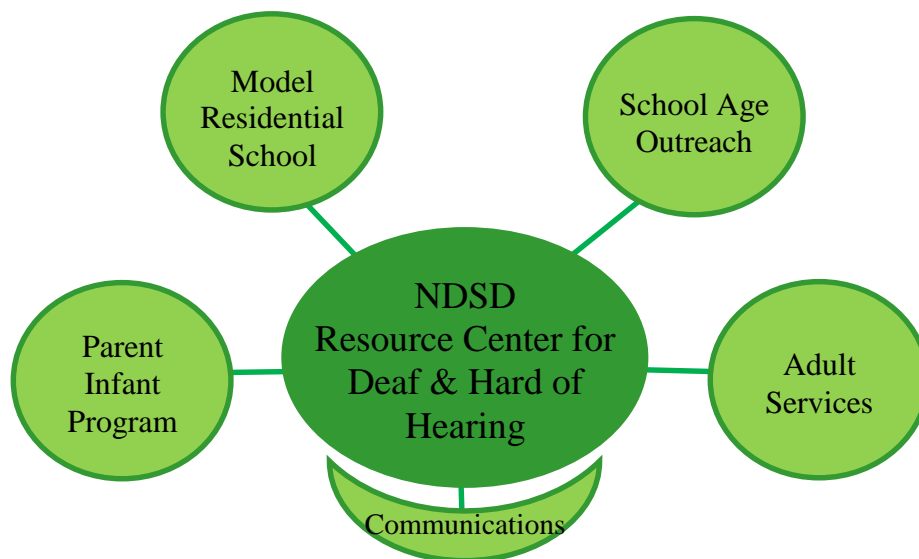 Model
Residential
School
School Age
Outreach
NDSD
Resource Center for
Deaf & Hard of
Hearing
Parent
Infant
Program
Adult
Services
Communications